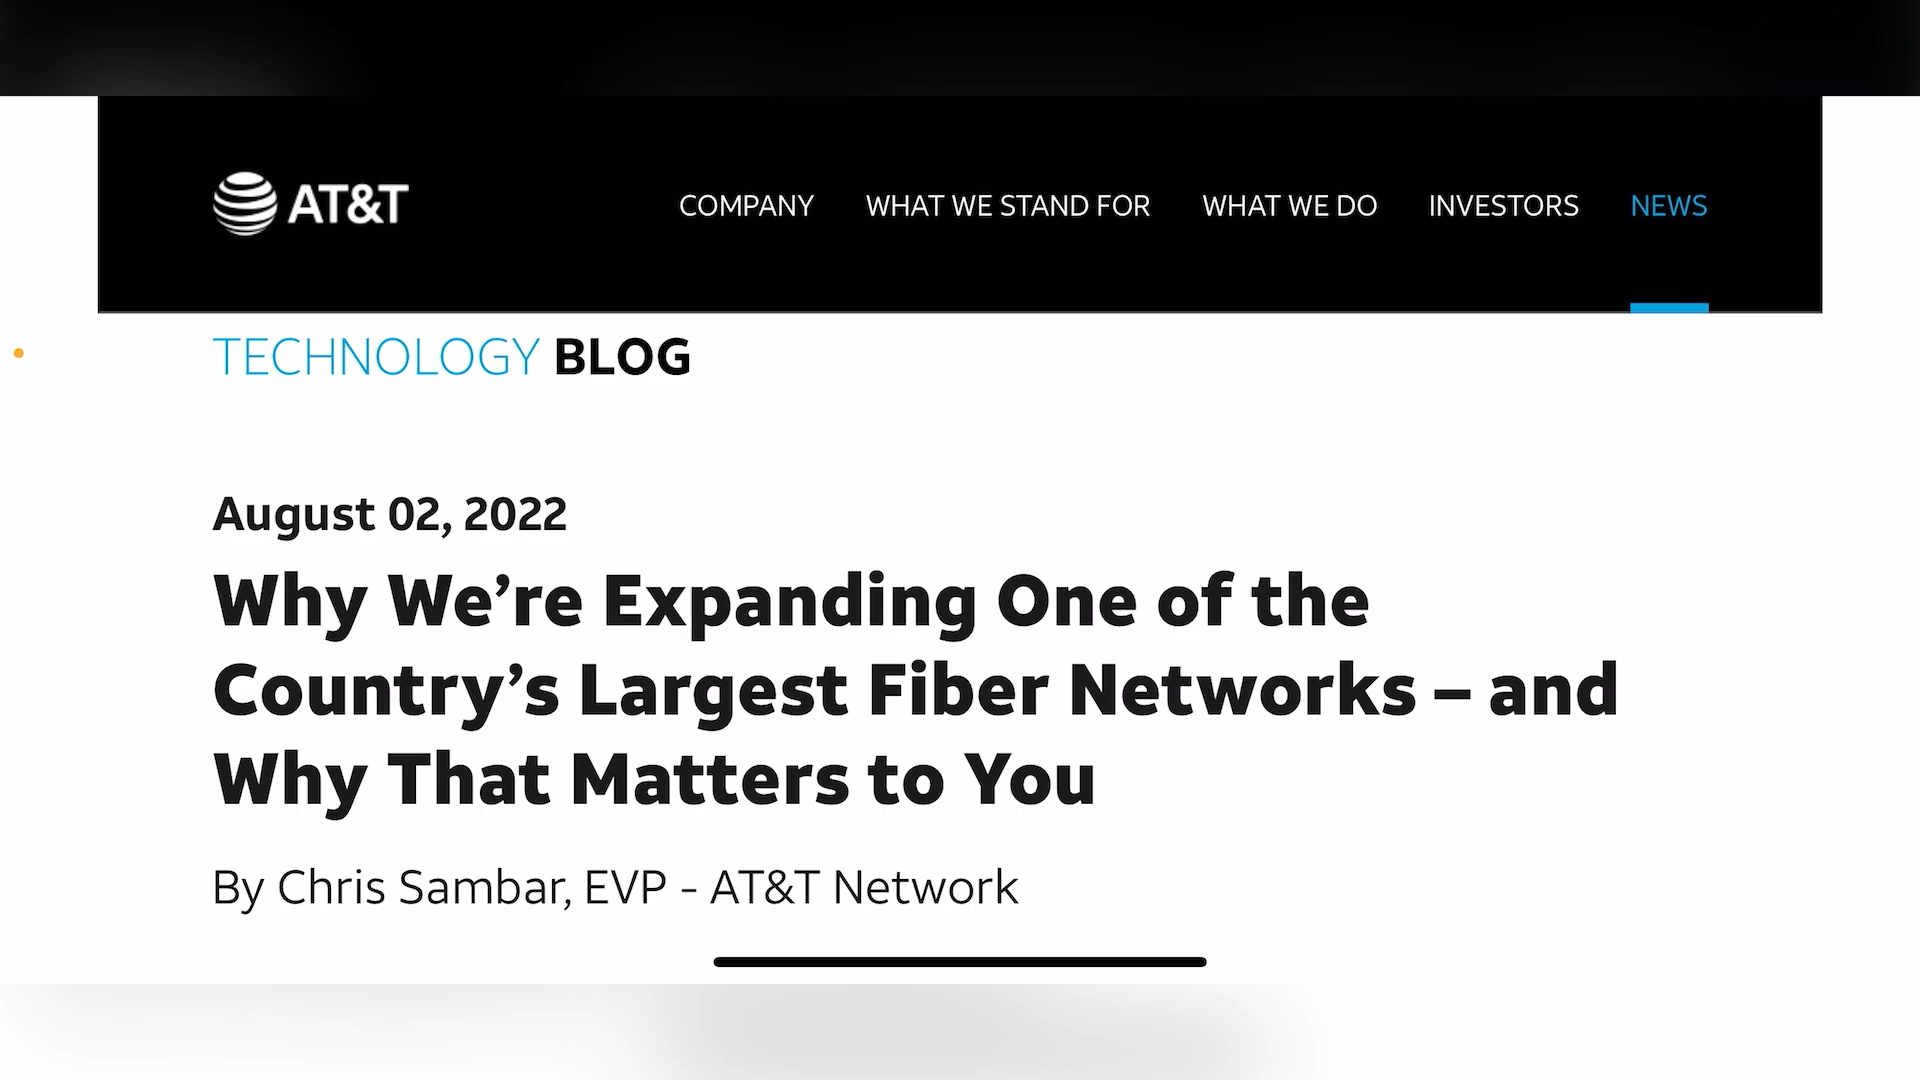 AT&T
COMPANY WHAT WE STAND FOR WHAT WE DO INVESTORS NEWS
TECHNOLOGY BLOG
August 02, 2022
Why We’re Expanding One of the
Country’s Largest Fiber Networks – and
Why That Matters to You
By Chris Sambar, EVP - AT&T Network